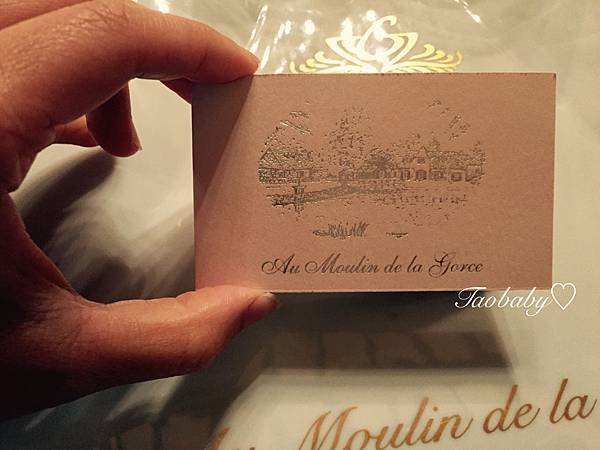 Au Moulin de la Gorce
Taobaby♡
Au Moulin de la